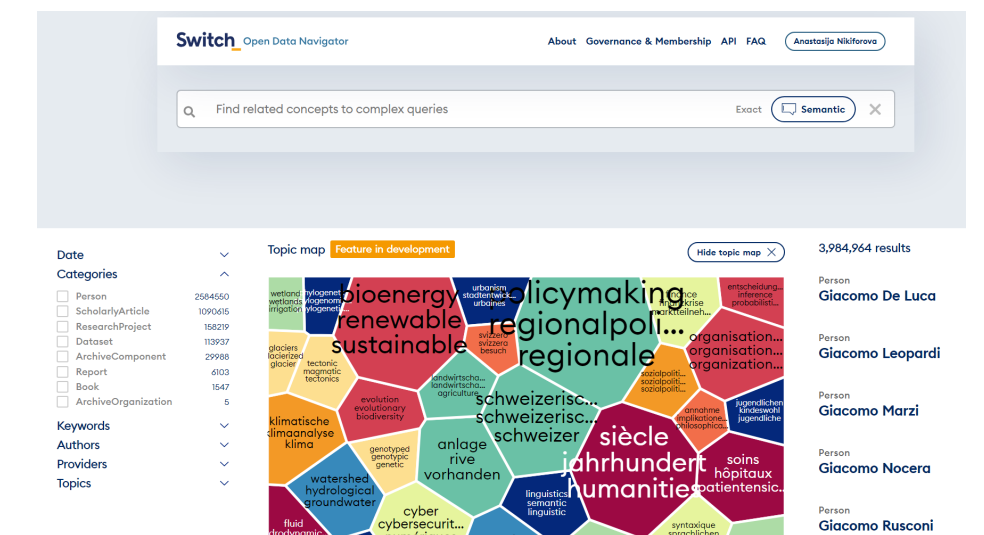 Switch_ Open Data Navigator
About Governance & Membership API FAQ Anastasija Nikiforova
Find related concepts to complex queries
Exact Semantic
Date
Categories
Person 2584550
ScholarlyArticle 1090615
ResearchProject 158219
Dataset 113937
ArchiveComponent 29988
Report 6103
Book 1547
ArchiveOrganization 5
Keywords
Authors
Providers
Topics
Topic map Feature in development
Hide topic map
wetland
wetlands
irrigation
bioenergy
renewable
sustainable
urbanism
stadtentwick...
urbaines
policymaking
regionalpoli...
regionale
entscheidung...
inference
probabilisti...
svizzero
svizzera
besuch
organisation...
organisation...
organization...
glaciers
glacier
tectonic
magmatic
tectonics
landwirtscha...
landwirtscha...
agriculture
sozialpoliti...
sozialpoliti...
sozialpoliti...
evolution
evolutionary
biodiversity
schweizerisc...
schweizerisc...
schweizer
jugendlichen
kindeswohl
jugendliche
annahme
klimatische
klimaanalyse
klima
genotyped
genotypic
genetic
anlage
rive
vorhanden
siècle
jahrhundert
humanities
soins
hôpitaux
patientensic...
watershed
hydrological
groundwater
linguistics
semantic
linguistic
cyber
cybersecurit...
fluid
syntaxique
sprachlichen
3,984,964 results
Person
Giacomo De Luca
Person
Giacomo Leopardi
Person
Giacomo Marzi
Person
Giacomo Nocera
Person
Giacomo Rusconi